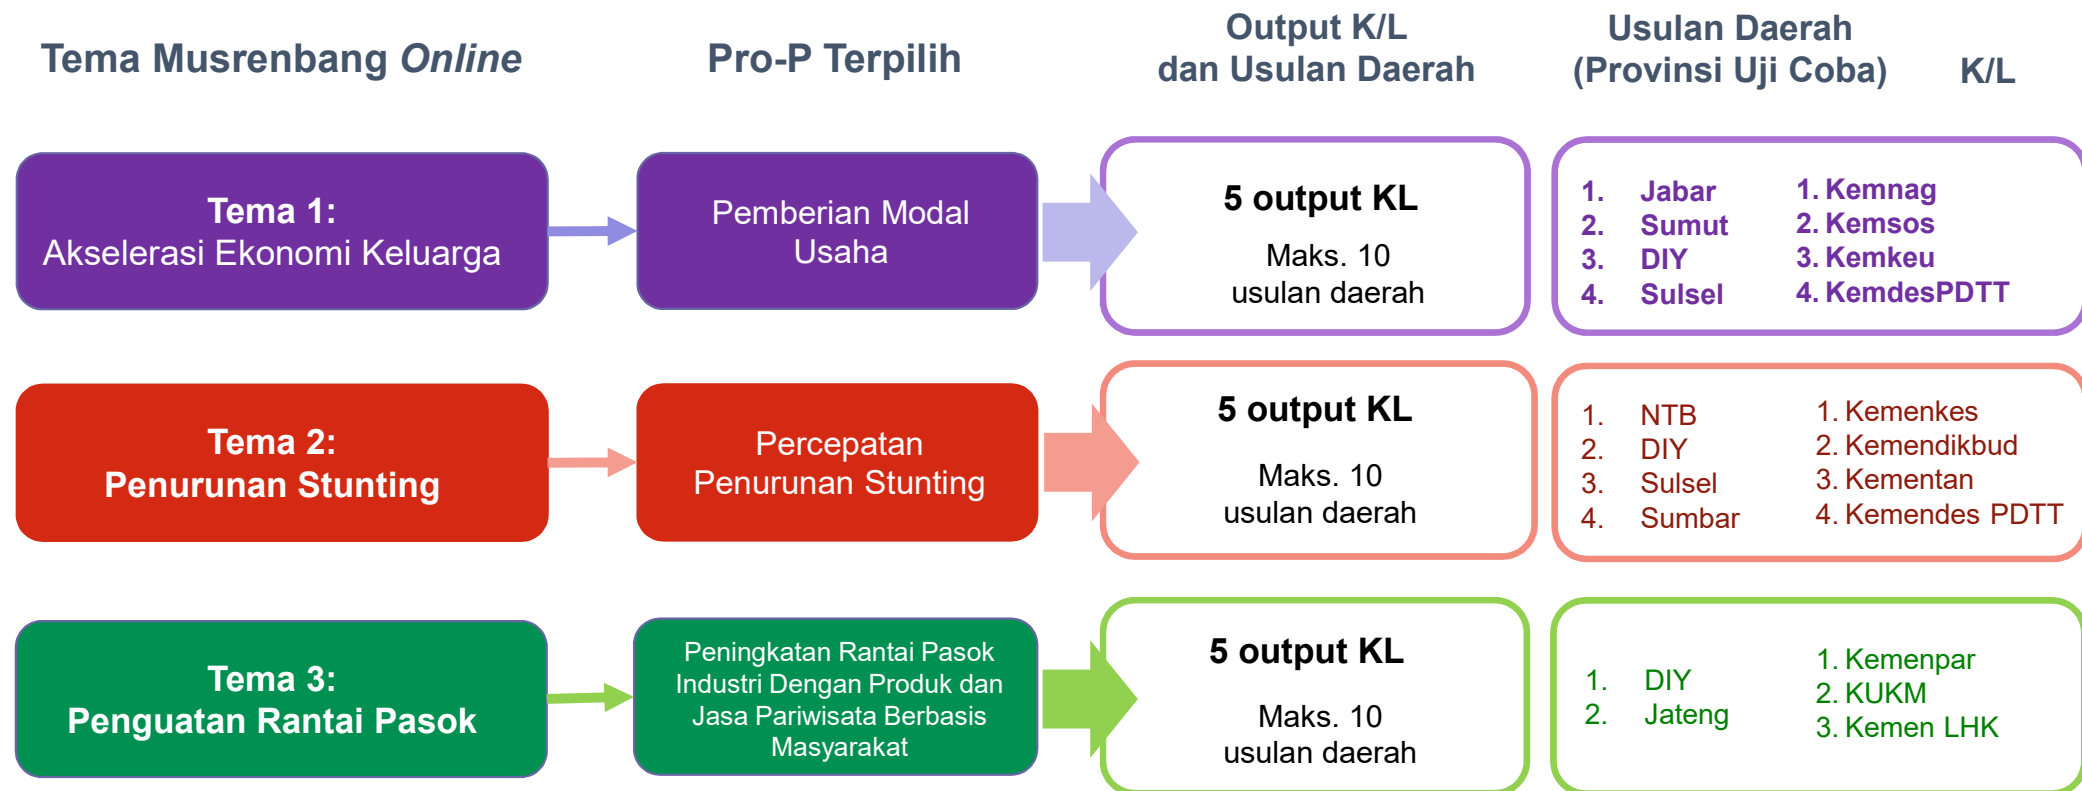 Tema Musrenbang Online
Pro-P Terpilih
Output K/L
dan Usulan Daerah
Usulan Daerah
(Provinsi Uji Coba)
K/L
Tema 1:
Akselerasi Ekonomi Keluarga
Pemberian Modal
Usaha
5 output KL
Maks. 10
usulan daerah
1. Jabar
2. Sumut
3. DIY
4. Sulsel
1. Kemnag
2. Kemsos
3. Kemkeu
4. KemdesPDTT
Tema 2:
Penurunan Stunting
Percepatan
Penurunan Stunting
5 output KL
Maks. 10
usulan daerah
1. NTB
2. DIY
3. Sulsel
4. Sumbar
1. Kemenkes
2. Kemendikbud
3. Kementan
4. Kemendes PDTT
Tema 3:
Penguatan Rantai Pasok
Peningkatan Rantai Pasok
Industri Dengan Produk dan
Jasa Pariwisata Berbasis
Masyarakat
5 output KL
Maks. 10
usulan daerah
1. DIY
2. Jateng
1. Kemenpar
2. KUKM
3. Kemen LHK